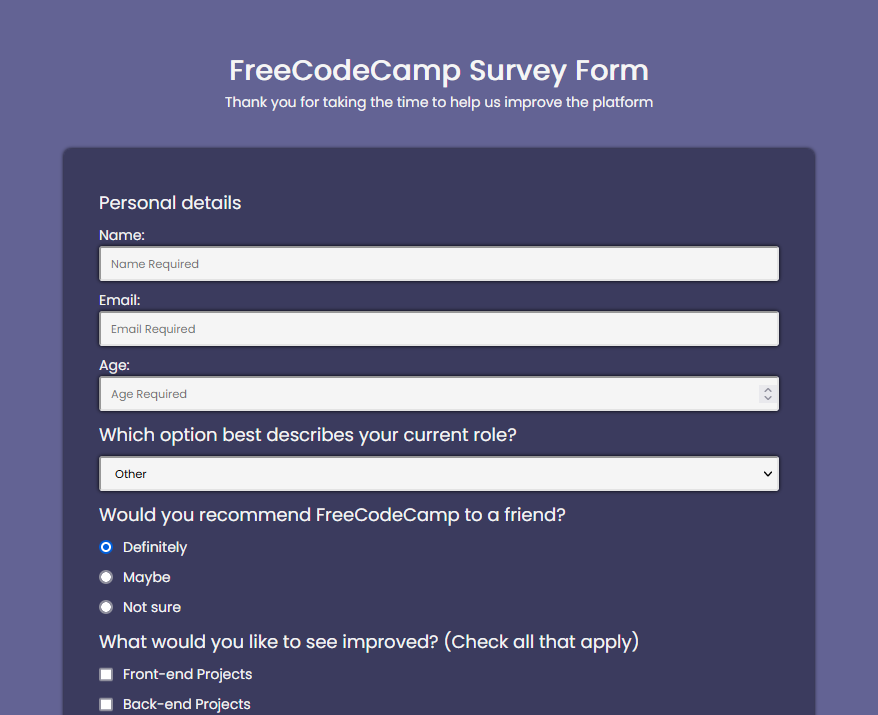 FreeCodeCamp Survey Form
Thank you for taking the time to help us improve the platform
Personal details
Name:
Name Required
Email:
Email Required
Age:
Age Required
Which option best describes your current role?
Other
Would you recommend FreeCodeCamp to a friend?
Definitely
Maybe
Not sure
What would you like to see improved? (Check all that apply)
Front-end Projects
Back-end Projects